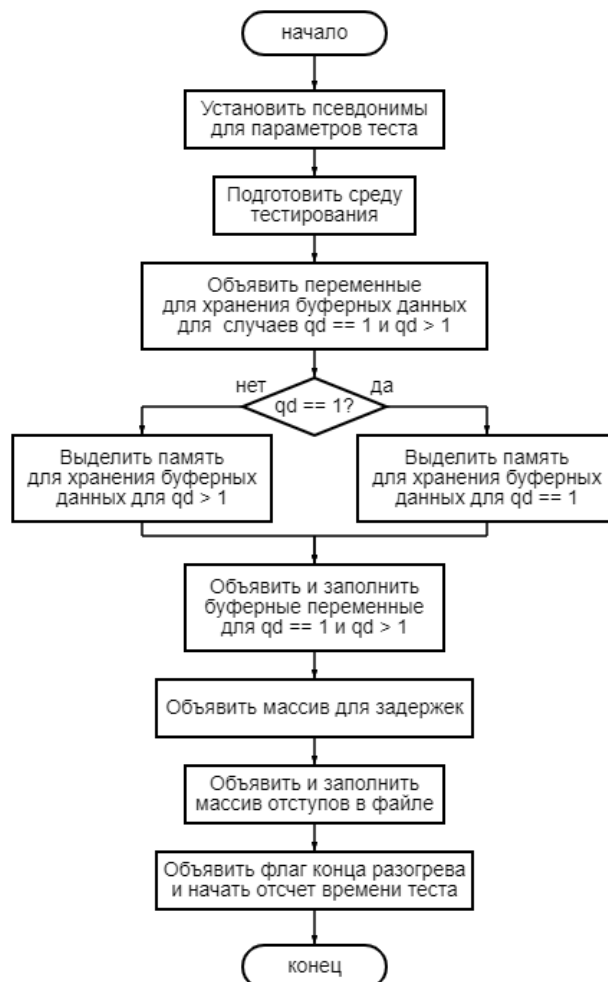 начало
Установить псевдонимы
для параметров теста
Подготовить среду
тестирования
Объявить переменные
для хранения буферных данных
для случаев qd == 1 и qd > 1
нет
да
qd == 1?
Выделить память
для хранения буферных
данных для qd > 1
Выделить память
для хранения буферных
данных для qd == 1
Объявить и заполнить
буферные переменные
для qd == 1 и qd > 1
Объявить массив для задержек
Объявить и заполнить
массив отступов в файле
Объявить флаг конца разогрева
и начать отсчет времени теста
конец